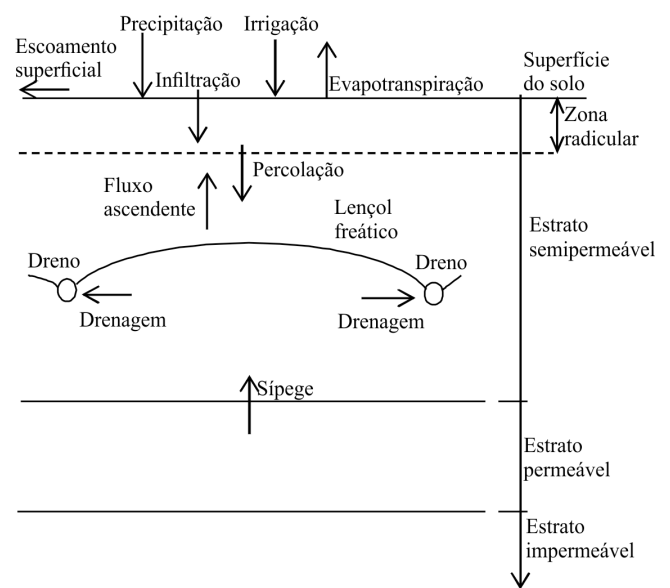 Precipitação
Irrigação
Escoamento
superficial
Infiltração
Evapotranspiração
Superfície
do solo
Zona
radicular
Percolação
Fluxo
ascendente
Lençol
freático
Estrato
semipermeável
Dreno
Dreno
Drenagem
Drenagem
Sípege
Estrato
permeável
Estrato
impermeável